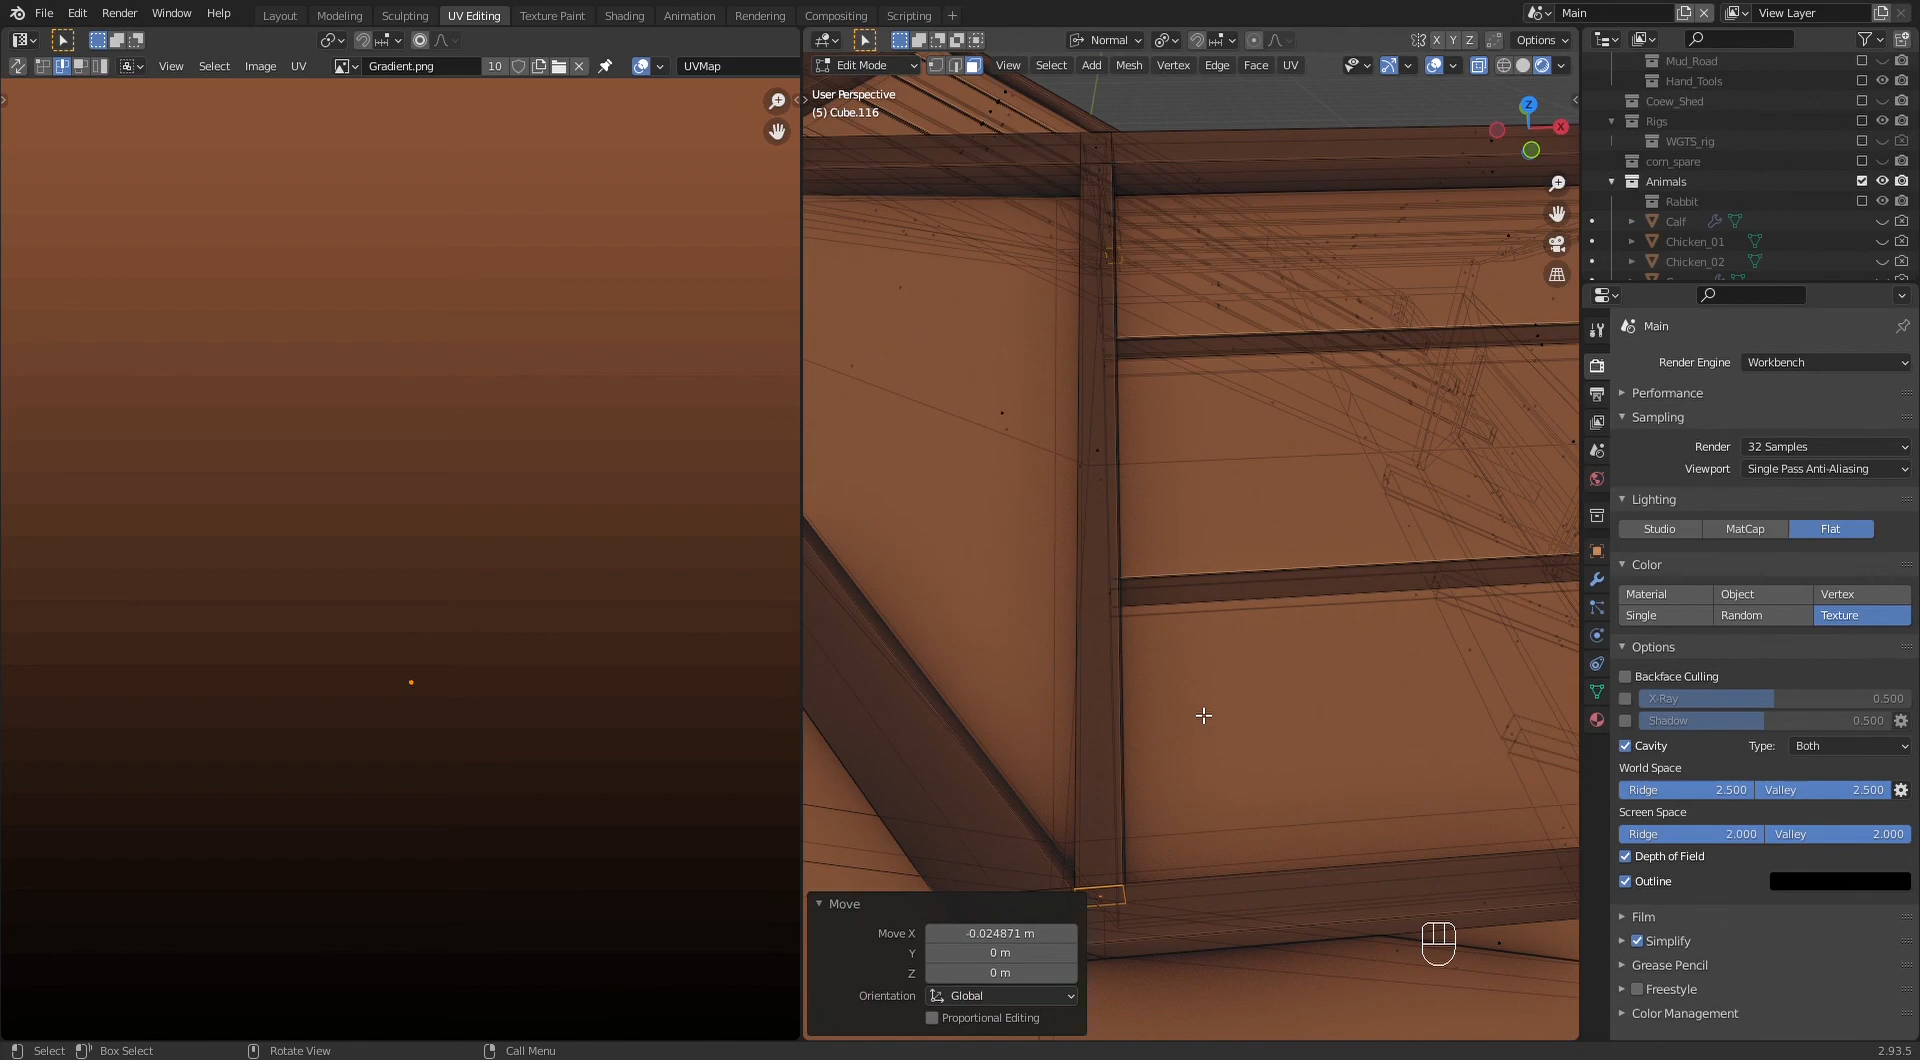 File Edit Render Window Help
Layout Modeling Sculpting UV Editing Texture Paint Shading Animation Rendering Compositing Scripting +
Main
View Layer
Normal
X Y Z
Options
View Select Image UV
Gradient.png 10
UVMap
Edit Mode
View Select Add Mesh Vertex Edge Face UV
User Perspective
(5) Cube.116
Z
X
Mud_Road
Hand_Tools
Coew_Shed
Rigs
WGTS_rig
corn_spare
Animals
Rabbit
Calf
Chicken_01
Chicken_02
Main
Render Engine Workbench
Performance
Sampling
Render 32 Samples
Viewport Single Pass Anti-Aliasing
Lighting
Studio MatCap Flat
Color
Material Object Vertex
Single Random Texture
Options
Backface Culling
X-Ray 0.500
Shadow 0.500
Cavity Type: Both
World Space
Ridge 2.500 Valley 2.500
Screen Space
Ridge 2.000 Valley 2.000
Depth of Field
Outline
Film
Simplify
Grease Pencil
Freestyle
Color Management
Move
Move X -0.024871 m
Y 0 m
Z 0 m
Orientation Global
Proportional Editing
Select Box Select Rotate View Call Menu 2.93.5